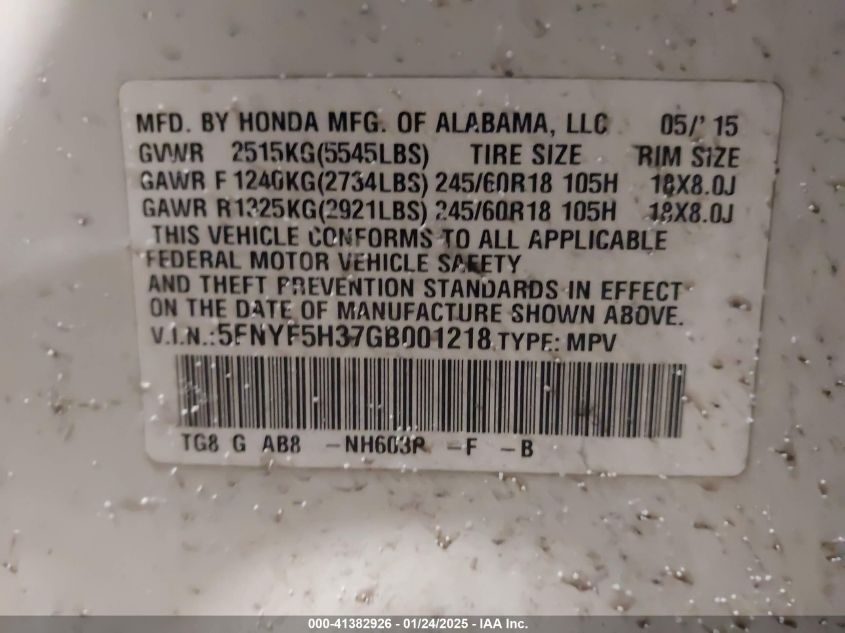 MFD. BY HONDA MFG. OF ALABAMA, LLC 05/' 15
GVWR 2515KG(5545LBS) TIRE SIZE RIM SIZE
GAWR F 1240KG(2734LBS) 245/60R18 105H 18X8.0J
GAWR R 1325KG(2921LBS) 245/60R18 105H 18X8.0J
THIS VEHICLE CONFORMS TO ALL APPLICABLE
FEDERAL MOTOR VEHICLE SAFETY
AND THEFT PREVENTION STANDARDS IN EFFECT
ON THE DATE OF MANUFACTURE SHOWN ABOVE.
V.I.N.: 5FNYF5H37GB001218 TYPE: MPV
TG8 G AB8 -NH603P -F -B
000-41382926 - 01/24/2025 - IAA Inc.